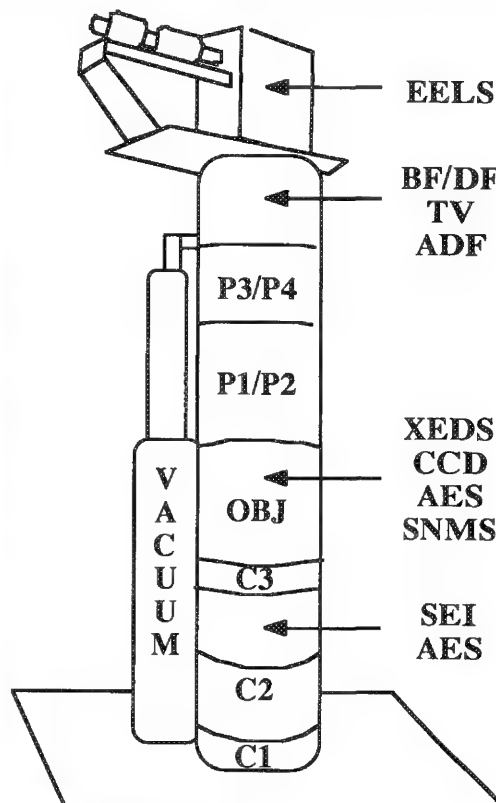 EELS
BF/DF
TV
ADF
P3/P4
P1/P2
XEDS
CCD
AES
SNMS
VACUUM
OBJ
C3
SEI
AES
C2
C1